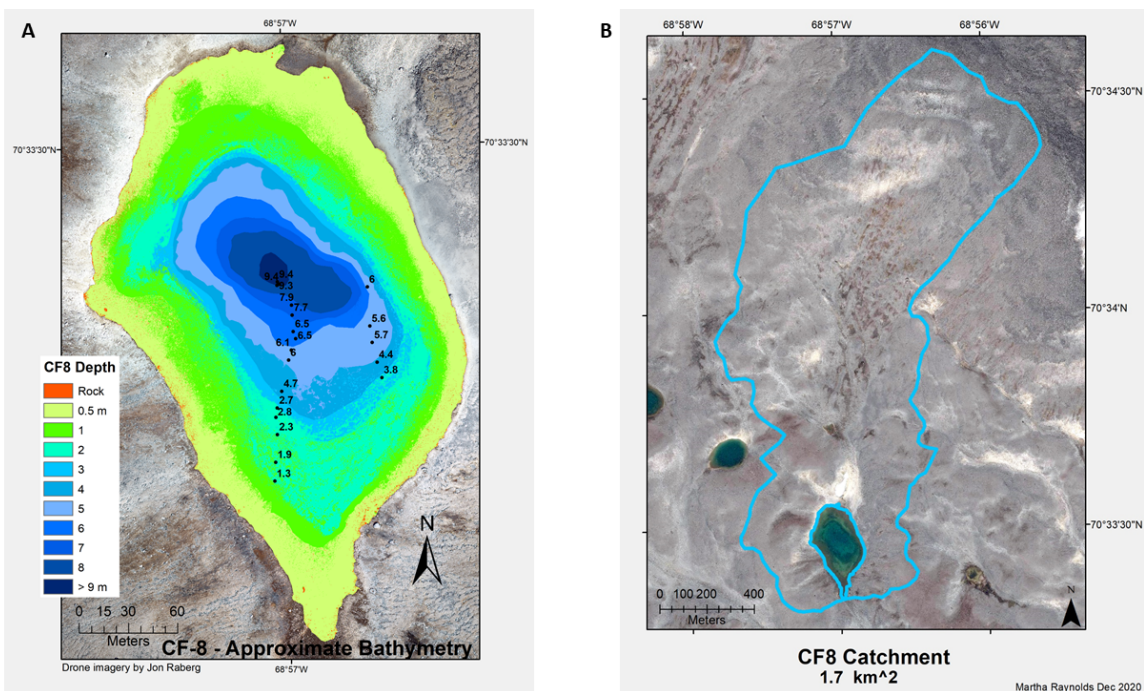 A
68°57'W
70°33'30"N
70°33'30"N
9.4
9.4
9.3
7.9
7.7
6.5
6.5
6.1
6
4.7
2.7
2.8
2.3
1.9
1.3
6
5.6
5.7
4.4
3.8
CF8 Depth
Rock
0.5 m
1
2
3
4
5
6
7
8
> 9 m
N
0 15 30 60
Meters
CF-8 - Approximate Bathymetry
Drone imagery by Jon Raberg
68°57'W
B
68°58'W 68°57'W 68°56'W
70°34'30"N
70°34'N
70°33'30"N
0 100 200 400
Meters
N
CF8 Catchment
1.7 km^2
Martha Raynolds Dec 2020